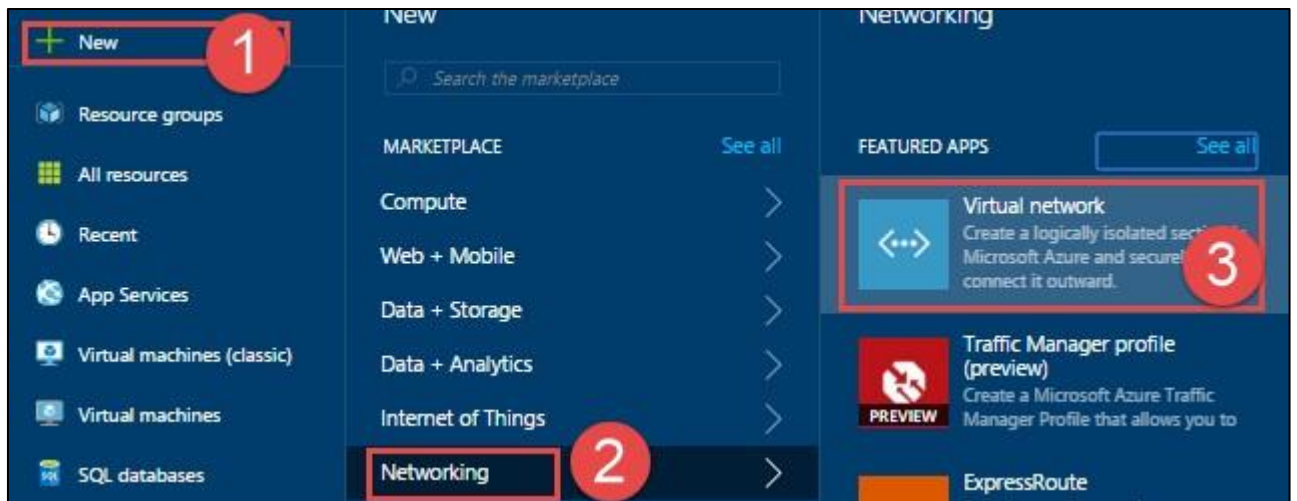 New
1
Resource groups
All resources
Recent
App Services
Virtual machines (classic)
Virtual machines
SQL databases
New
Search the marketplace
MARKETPLACE
See all
Compute
Web + Mobile
Data + Storage
Data + Analytics
Internet of Things
Networking
2
Networking
FEATURED APPS
See all
Virtual network
Create a logically isolated
Microsoft Azure and
connect it outward.
3
Traffic Manager profile
(preview)
Create a Microsoft Azure Traffic
Manager Profile that allows you to
PREVIEW
ExpressRoute